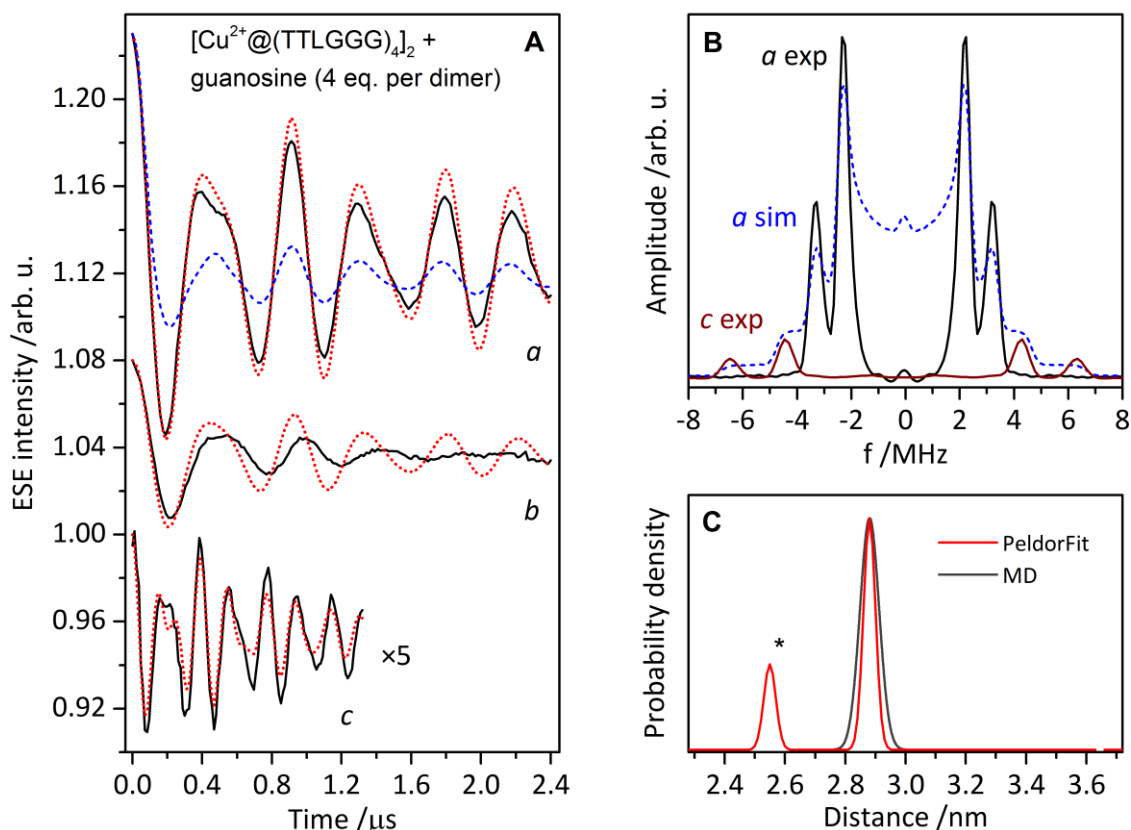 [Cu²⁺@(TTLGGG)₄]₂ +
guanosine (4 eq. per dimer)
A
ESE intensity /arb. u.
1.20
1.16
1.12
1.08
1.04
1.00
0.96
0.92
a
b
×5
c
0.0 0.4 0.8 1.2 1.6 2.0 2.4
Time /μs
B
a exp
a sim
c exp
Amplitude /arb. u.
-8 -6 -4 -2 0 2 4 6 8
f /MHz
C
PeldorFit
MD
*
Probability density
2.4 2.6 2.8 3.0 3.2 3.4 3.6
Distance /nm